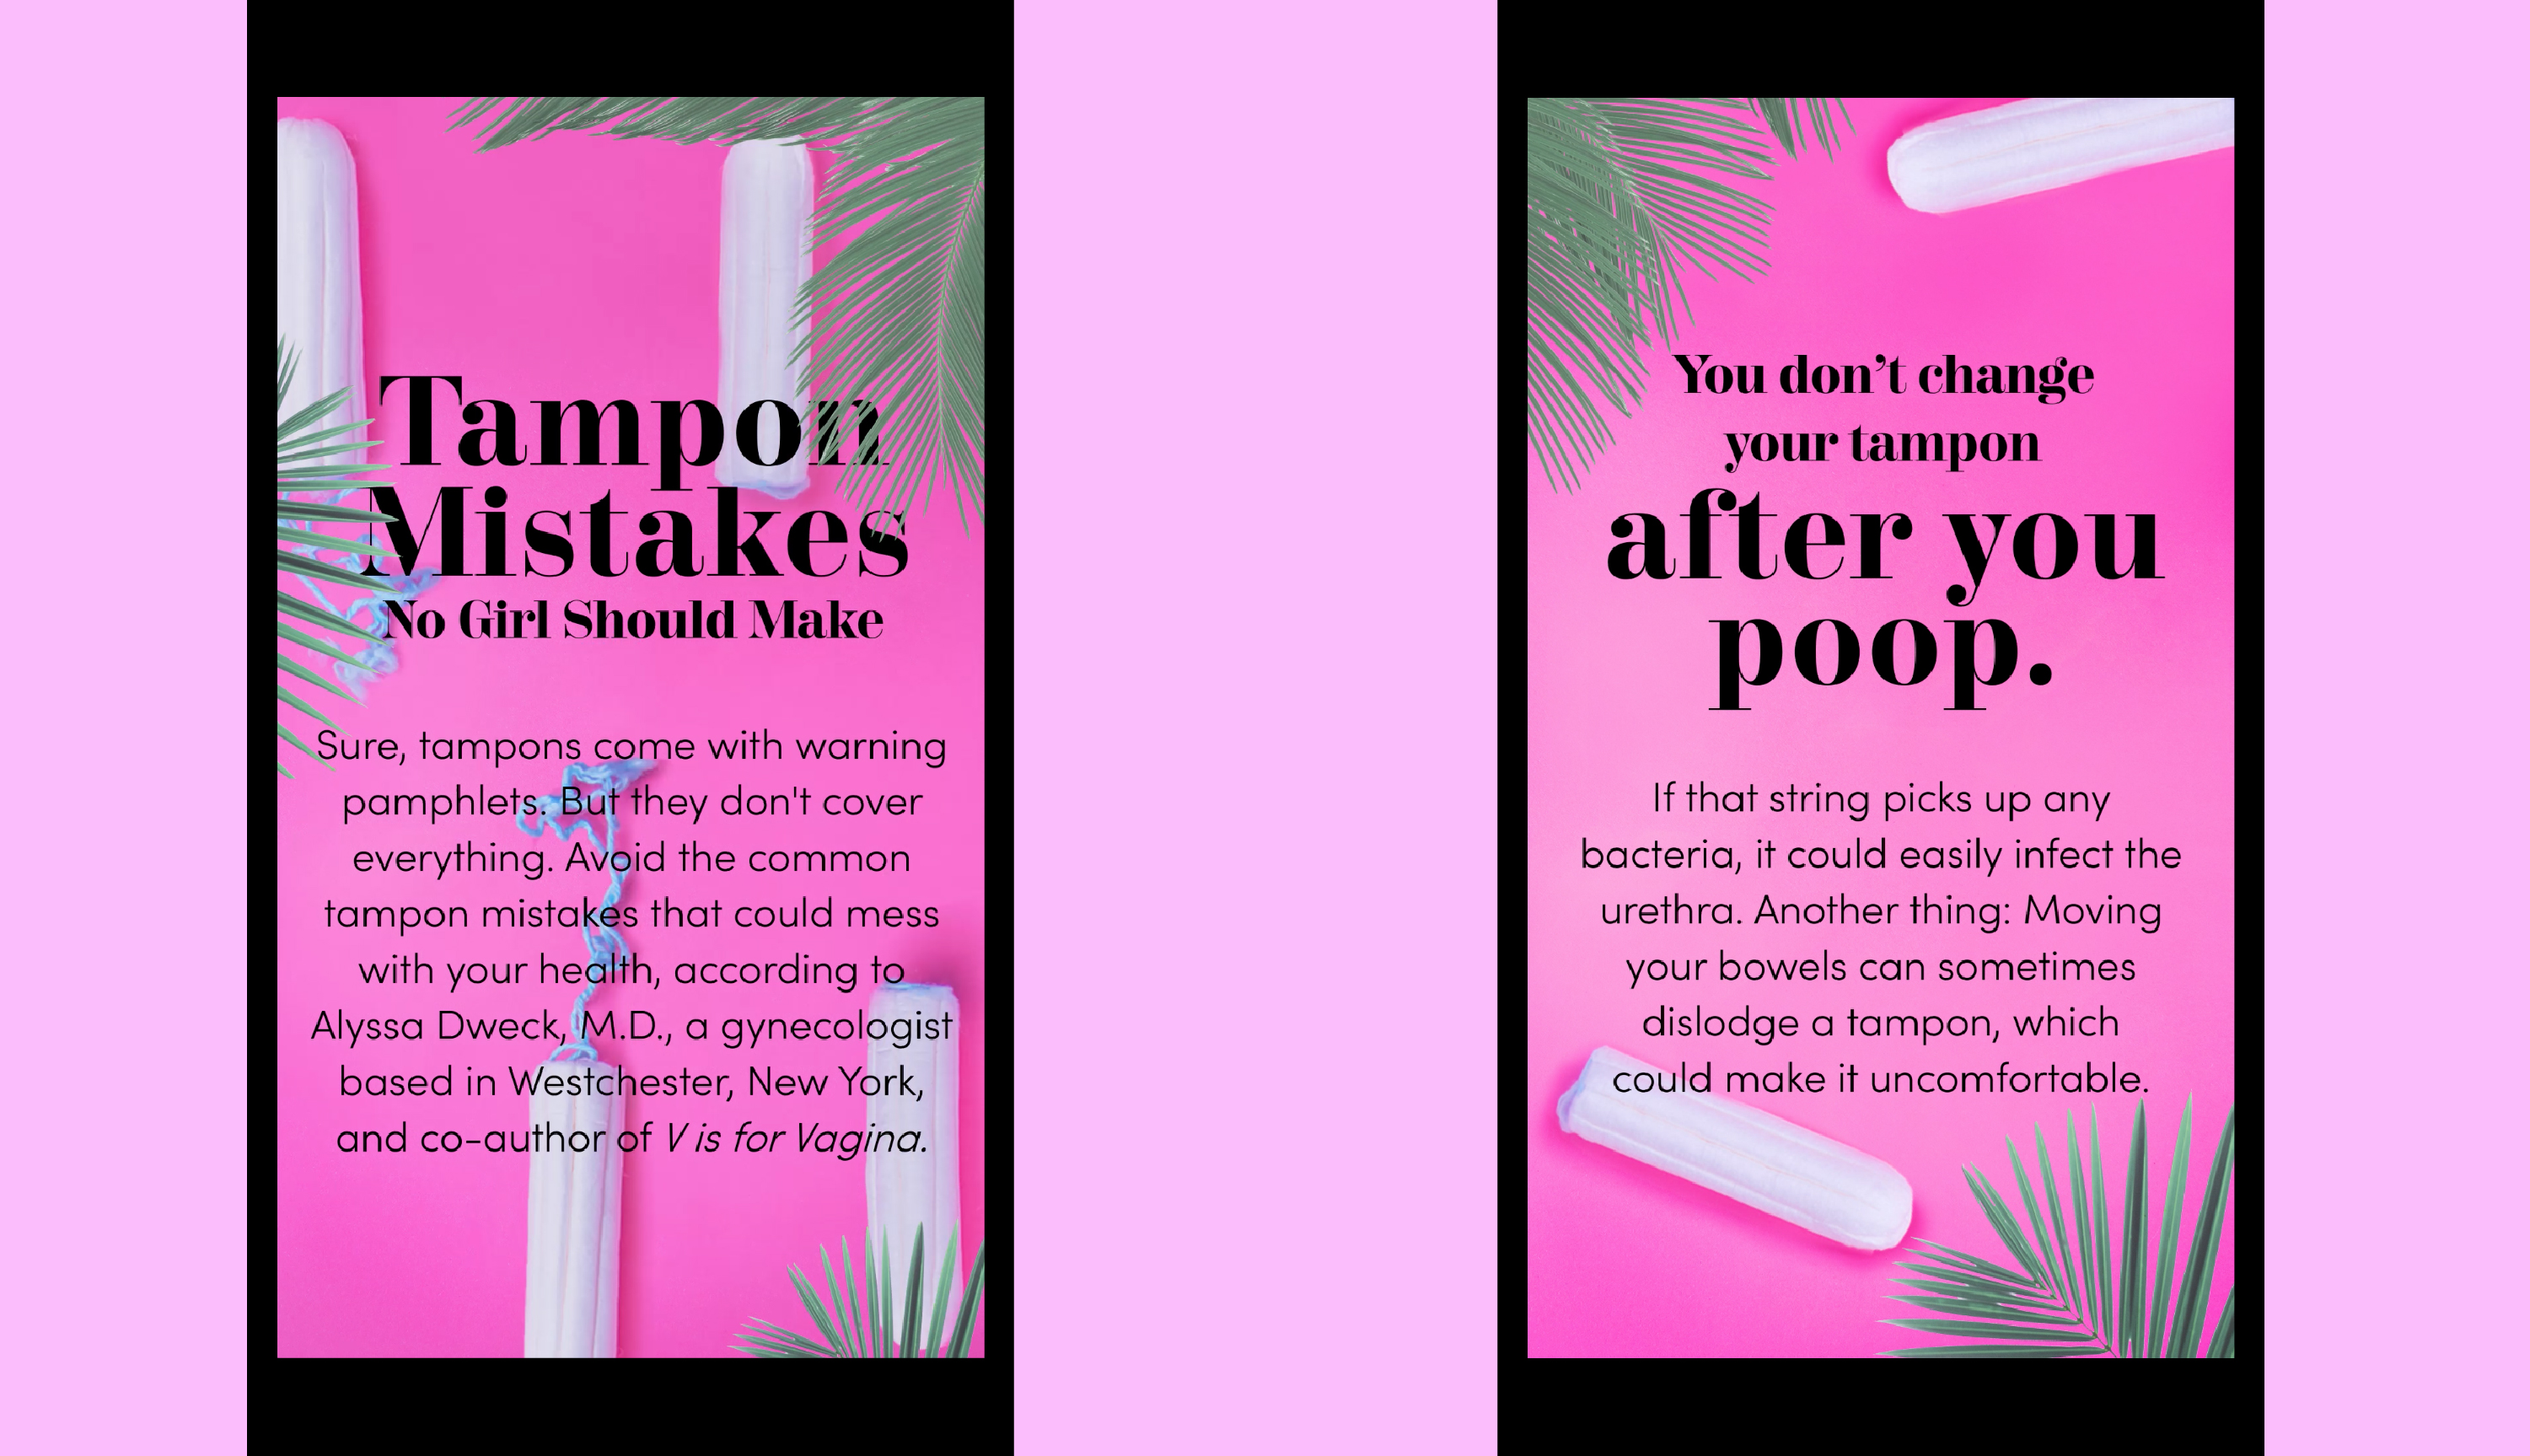 Tampon
Mistakes
No Girl Should Make
Sure, tampons come with warning
pamphlets. But they don't cover
everything. Avoid the common
tampon mistakes that could mess
with your health, according to
Alyssa Dweck, M.D., a gynecologist
based in Westchester, New York,
and co-author of V is for Vagina.
You don’t change
your tampon
after you
poop.
If that string picks up any
bacteria, it could easily infect the
urethra. Another thing: Moving
your bowels can sometimes
dislodge a tampon, which
could make it uncomfortable.